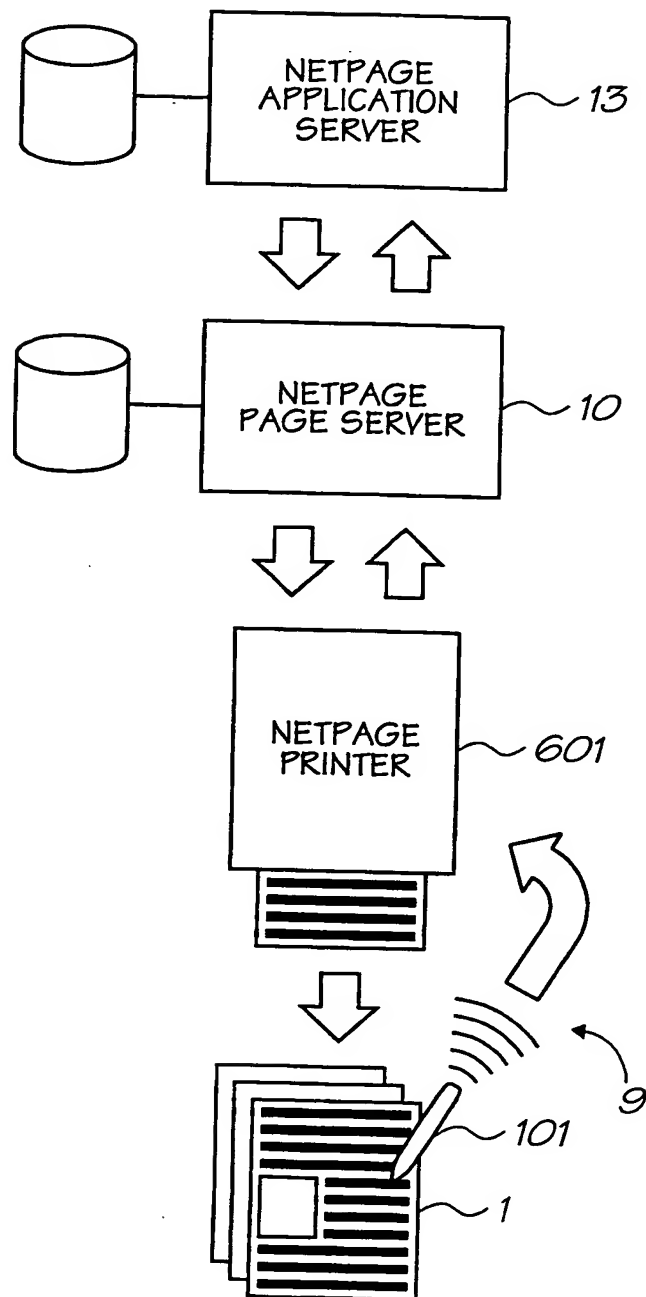 NETPAGE
APPLICATION
SERVER
13
NETPAGE
PAGE SERVER
10
NETPAGE
PRINTER
601
9
101
1